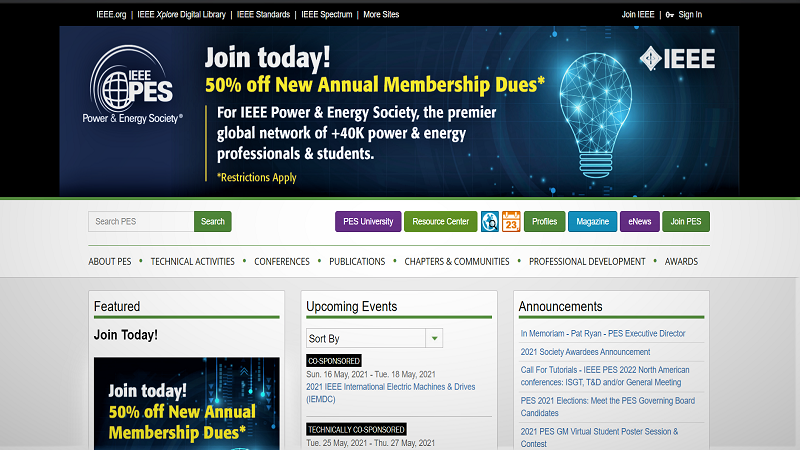 IEEE.org | IEEE Xplore Digital Library | IEEE Standards | IEEE Spectrum | More Sites
Join IEEE | Sign In
IEEE
PES
Power & Energy Society®
Join today!
50% off New Annual Membership Dues*
For IEEE Power & Energy Society, the premier
global network of +40K power & energy
professionals & students.
*Restrictions Apply
IEEE
Search PES
Search
PES University
Resource Center
23
Profiles
Magazine
eNews
Join PES
ABOUT PES • TECHNICAL ACTIVITIES • CONFERENCES • PUBLICATIONS • CHAPTERS & COMMUNITIES • PROFESSIONAL DEVELOPMENT • AWARDS
Featured
Join Today!
Join today!
50% off New Annual
Membership Dues*
Upcoming Events
Sort By
CO-SPONSORED
Sun. 16 May, 2021 - Tue. 18 May, 2021
2021 IEEE International Electric Machines & Drives
(IEMDC)
TECHNICALLY CO-SPONSORED
Tue. 25 May, 2021 - Thu. 27 May, 2021
Announcements
In Memoriam - Pat Ryan - PES Executive Director
2021 Society Awardees Announcement
Call For Tutorials - IEEE PES 2022 North American
conferences: ISGT, T&D and/or General Meeting
PES 2021 Elections: Meet the PES Governing Board
Candidates
2021 PES GM Virtual Student Poster Session &
Contest